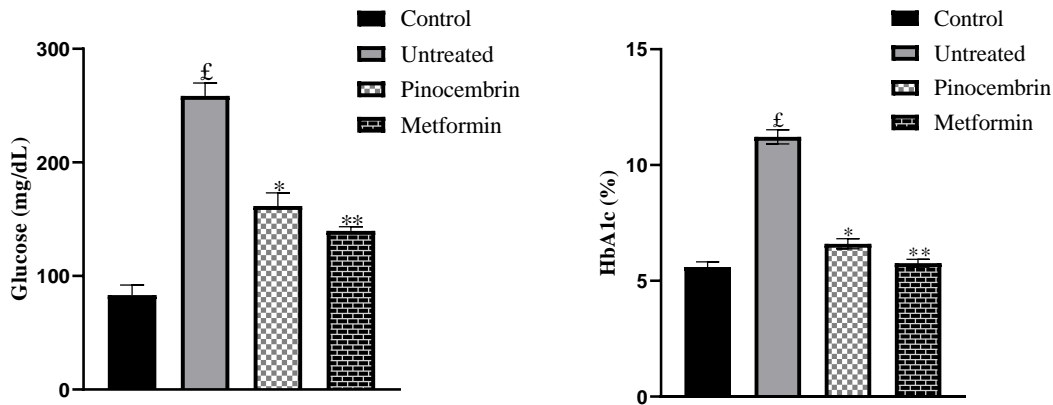 Control
Untreated
Pinocembrin
Metformin
Glucose (mg/dL)
300
200
100
0
£
*
**
Control
Untreated
Pinocembrin
Metformin
HbA1c (%)
15
10
5
0
£
*
**